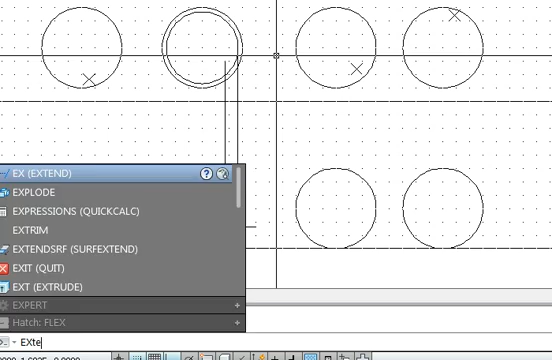 EX (EXTEND)
EXPLODE
EXPRESSIONS (QUICKCALC)
EXTRIM
EXTENDSRF (SURFEXTEND)
EXIT (QUIT)
EXT (EXTRUDE)
EXPERT
Hatch: FLEX
EXte